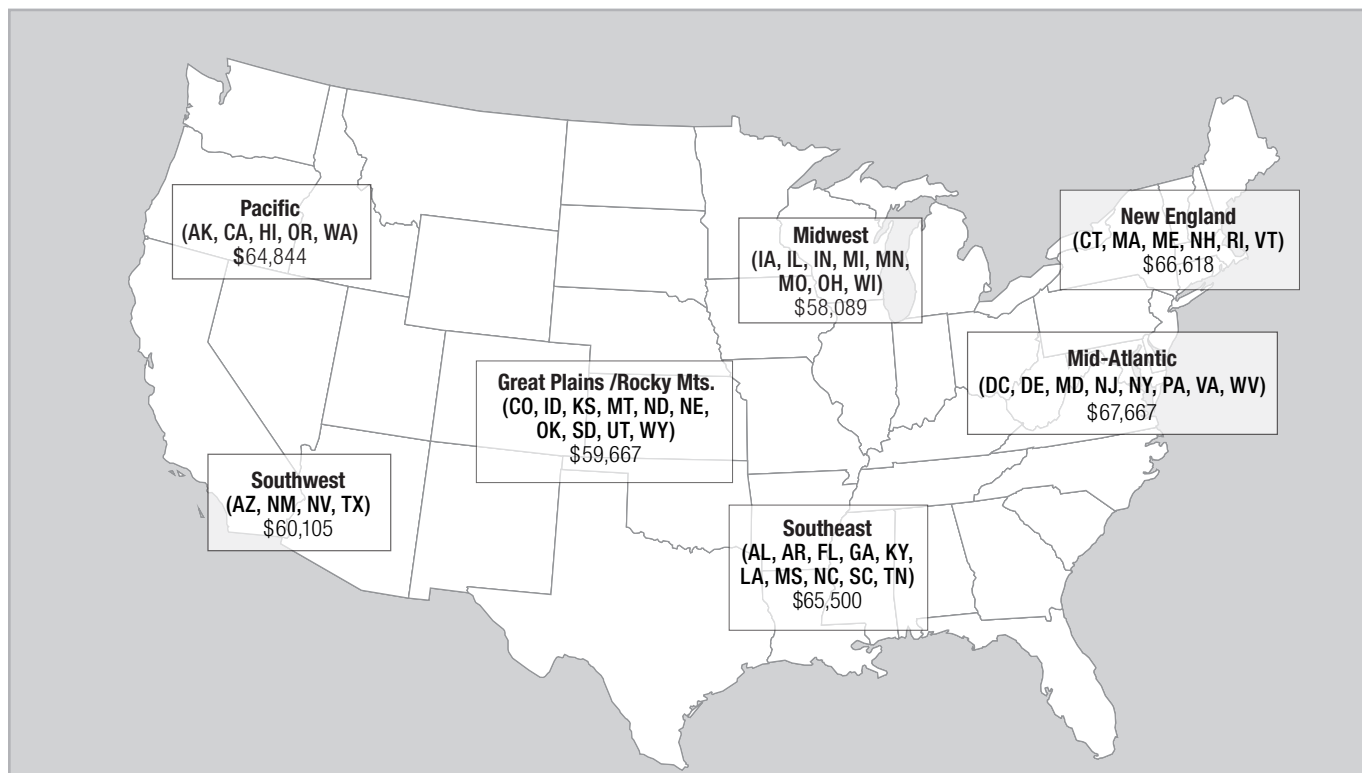 Pacific
(AK, CA, HI, OR, WA)
$64,844
Midwest
(IA, IL, IN, MI, MN,
MO, OH, WI)
$58,089
New England
(CT, MA, ME, NH, RI, VT)
$66,618
Mid-Atlantic
(DC, DE, MD, NJ, NY, PA, VA, WV)
$67,667
Great Plains /Rocky Mts.
(CO, ID, KS, MT, ND, NE,
OK, SD, UT, WY)
$59,667
Southwest
(AZ, NM, NV, TX)
$60,105
Southeast
(AL, AR, FL, GA, KY,
LA, MS, NC, SC, TN)
$65,500